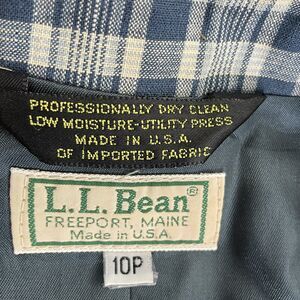 PROFESSIONALLY DRY CLEAN
LOW MOISTURE-UTILITY PRESS
MADE IN U.S.A.
OF IMPORTED FABRIC
L.L. Bean®
FREEPORT, MAINE
Made in U.S.A.
10P